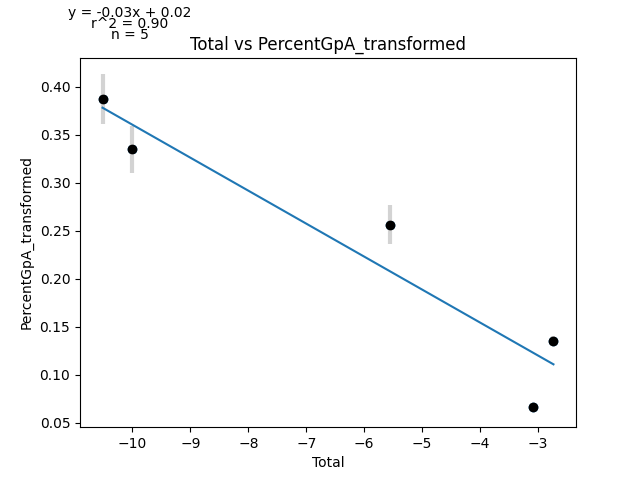 y = -0.03x + 0.02
r^2 = 0.90
n = 5
Total vs PercentGpA_transformed
0.40
0.35
0.30
0.25
0.20
0.15
0.10
0.05
PercentGpA_transformed
−10 −9 −8 −7 −6 −5 −4 −3
Total